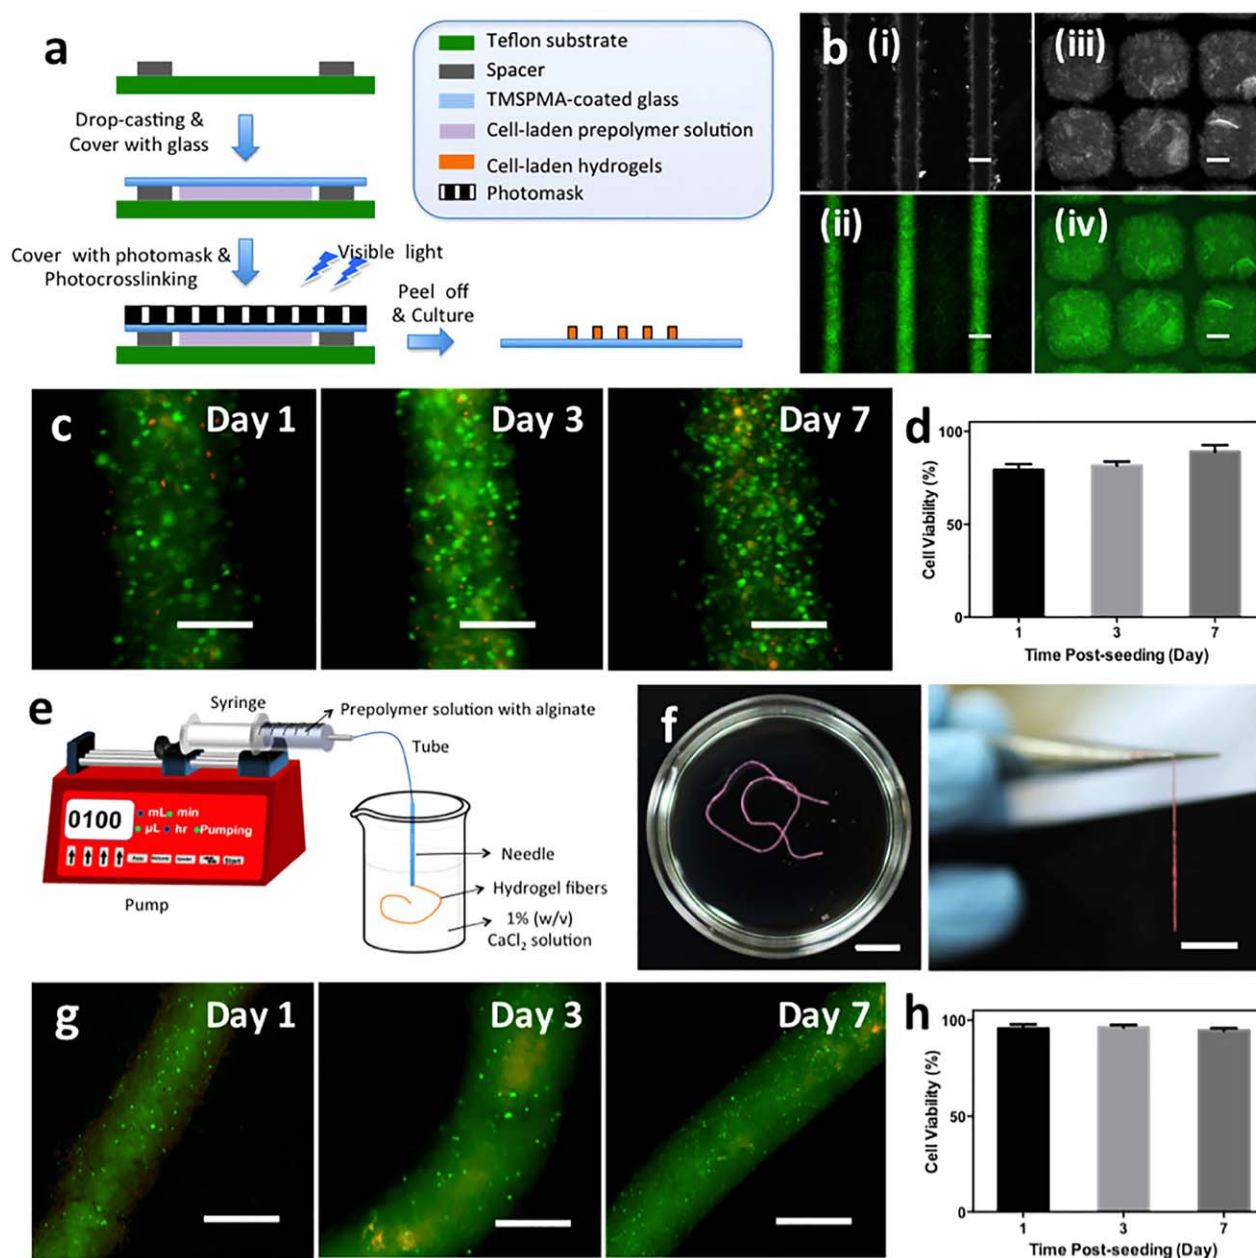 a
Teflon substrate
Spacer
TMSPMA-coated glass
Cell-laden prepolymer solution
Cell-laden hydrogels
Photomask
Drop-casting &
Cover with glass
Cover with photomask &
Photocrosslinking
Visible light
Peel off
& Culture
b
(i)
(iii)
(ii)
(iv)
c
Day 1
Day 3
Day 7
d
100
50
0
Cell Viability (%)
1
3
7
Time Post-seeding (Day)
e
Syringe
Prepolymer solution with alginate
Tube
0100
mL min
µL hr Pumping
Start
Pump
Needle
Hydrogel fibers
1% (w/v)
CaCl₂ solution
f
g
Day 1
Day 3
Day 7
h
100
50
0
Cell Viability (%)
1
3
7
Time Post-seeding (Day)